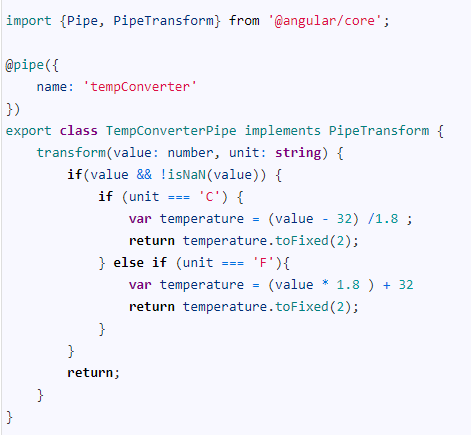 import {Pipe, PipeTransform} from '@angular/core';

@pipe({
    name: 'tempConverter'
})
export class TempConverterPipe implements PipeTransform {
    transform(value: number, unit: string) {
        if(value && !isNaN(value)) {
            if (unit === 'C') {
                var temperature = (value - 32) /1.8 ;
                return temperature.toFixed(2);
            } else if (unit === 'F'){
                var temperature = (value * 1.8 ) + 32
                return temperature.toFixed(2);
            }
        }
        return;
    }
}